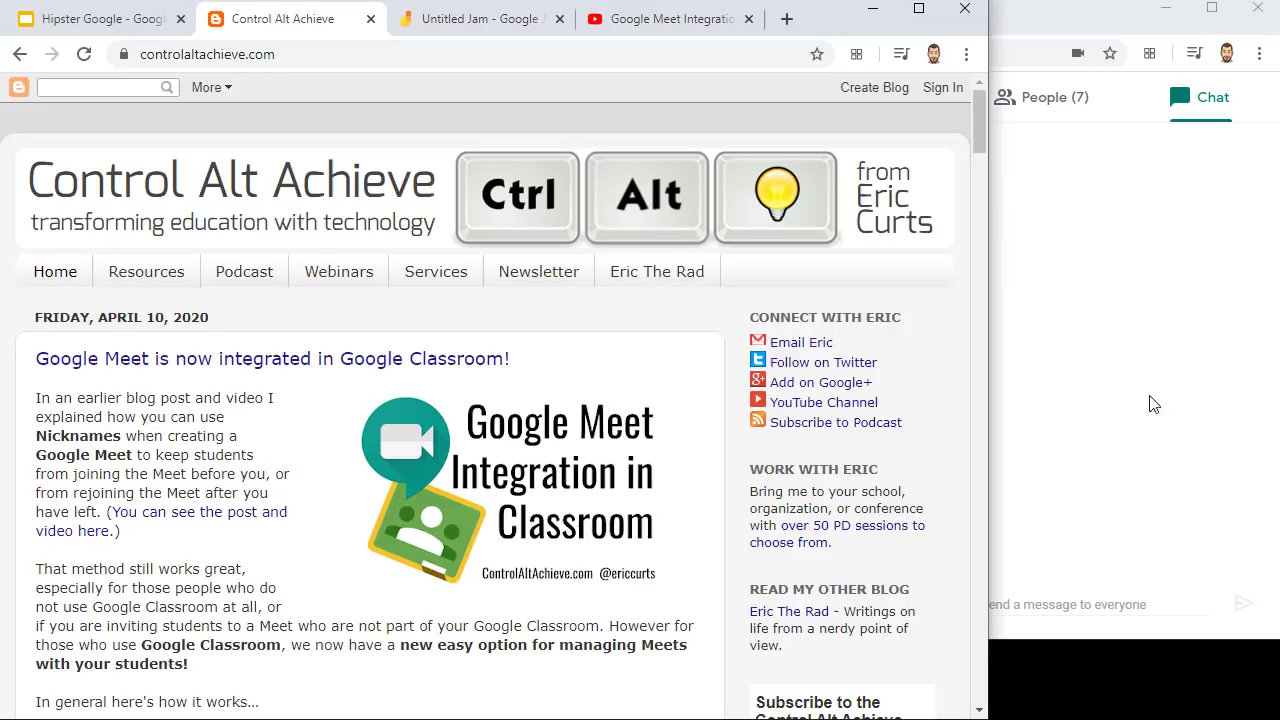 Hipster Google - Goog
Control Alt Achieve
Untitled Jam - Google J
Google Meet Integratio
controlaltachieve.com
More
Create Blog
Sign In
People (7)
Chat
Control Alt Achieve
transforming education with technology
Ctrl
Alt
from
Eric
Curts
Home
Resources
Podcast
Webinars
Services
Newsletter
Eric The Rad
FRIDAY, APRIL 10, 2020
Google Meet is now integrated in Google Classroom!
In an earlier blog post and video I
explained how you can use
Nicknames when creating a
Google Meet to keep students
from joining the Meet before you, or
from rejoining the Meet after you
have left. (You can see the post and
video here.)
Google Meet
Integration in
Classroom
ControlAltAchieve.com @ericcurts
That method still works great,
especially for those people who do
not use Google Classroom at all, or
if you are inviting students to a Meet who are not part of your Google Classroom. However for
those who use Google Classroom, we now have a new easy option for managing Meets
with your students!
In general here's how it works...
CONNECT WITH ERIC
Email Eric
Follow on Twitter
Add on Google+
YouTube Channel
Subscribe to Podcast
WORK WITH ERIC
Bring me to your school,
organization, or conference
with over 50 PD sessions to
choose from.
READ MY OTHER BLOG
Eric The Rad - Writings on
life from a nerdy point of
view.
Subscribe to the
Control Alt Achieve
end a message to everyone